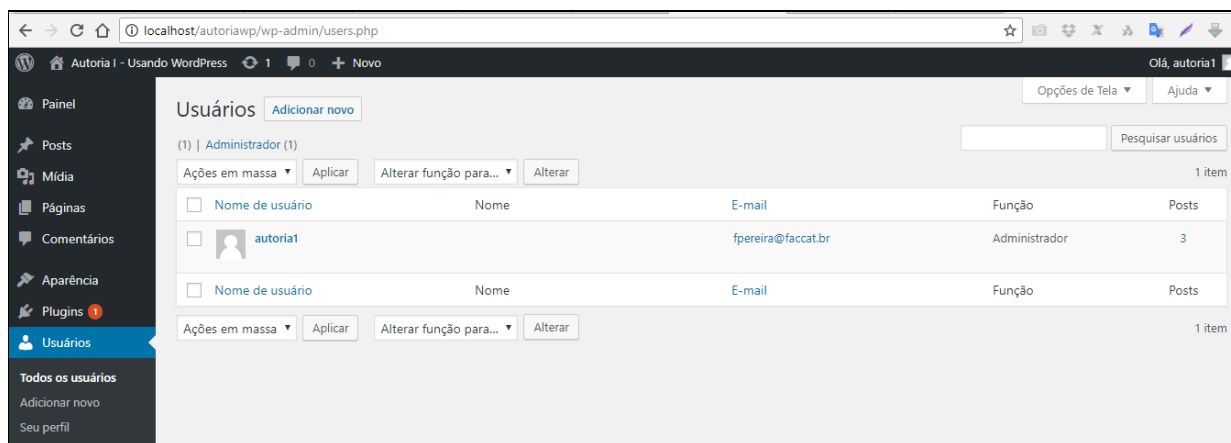 localhost/autoriawp/wp-admin/users.php
Autoria I - Usando WordPress 1 0 + Novo Olá, autoria1
Painel
Posts
Mídia
Páginas
Comentários
Aparência
Plugins 1
Usuários
Todos os usuários
Adicionar novo
Seu perfil
Opções de Tela ▼ Ajuda ▼
Usuários Adicionar novo
(1) | Administrador (1)
Pesquisar usuários
Ações em massa ▼ Aplicar Alterar função para... ▼ Alterar 1 item
Nome de usuário Nome E-mail Função Posts
autoria1 fpereira@faccat.br Administrador 3
Nome de usuário Nome E-mail Função Posts
Ações em massa ▼ Aplicar Alterar função para... ▼ Alterar 1 item